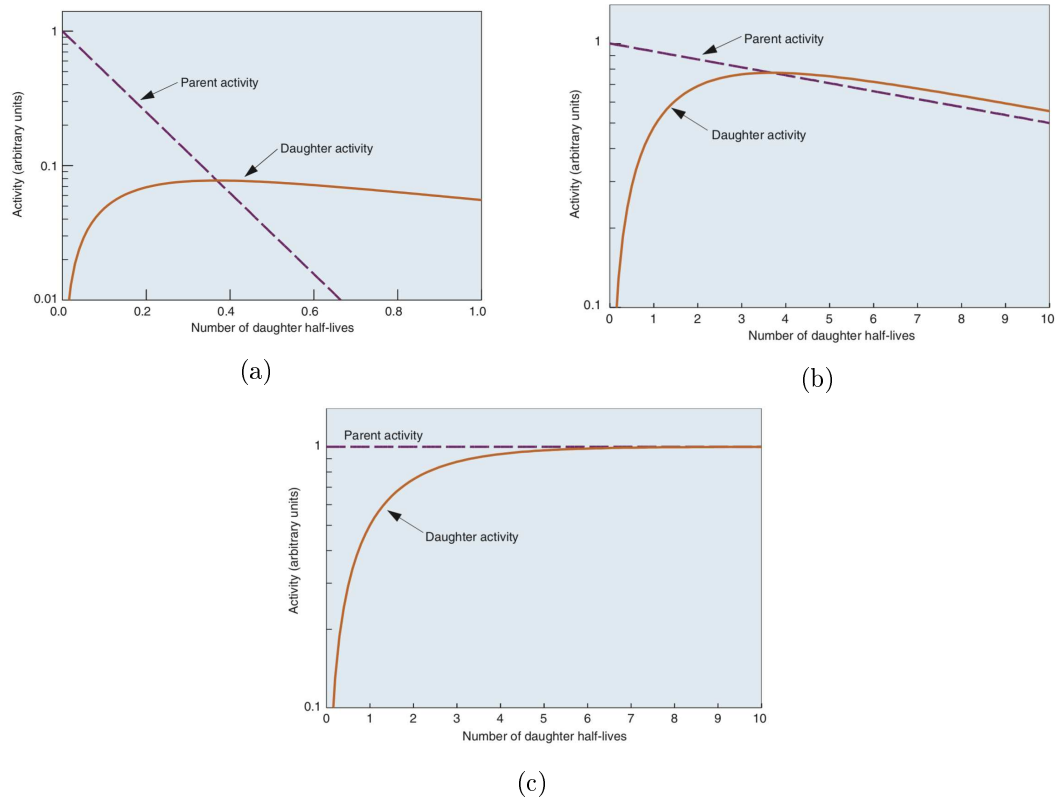 1
Parent activity
Daughter activity
0.1
0.01
Activity (arbitrary units)
0.0 0.2 0.4 0.6 0.8 1.0
Number of daughter half-lives
(a)
1
Parent activity
Daughter activity
0.1
Activity (arbitrary units)
0 1 2 3 4 5 6 7 8 9 10
Number of daughter half-lives
(b)
1
Parent activity
Daughter activity
0.1
Activity (arbitrary units)
0 1 2 3 4 5 6 7 8 9 10
Number of daughter half-lives
(c)